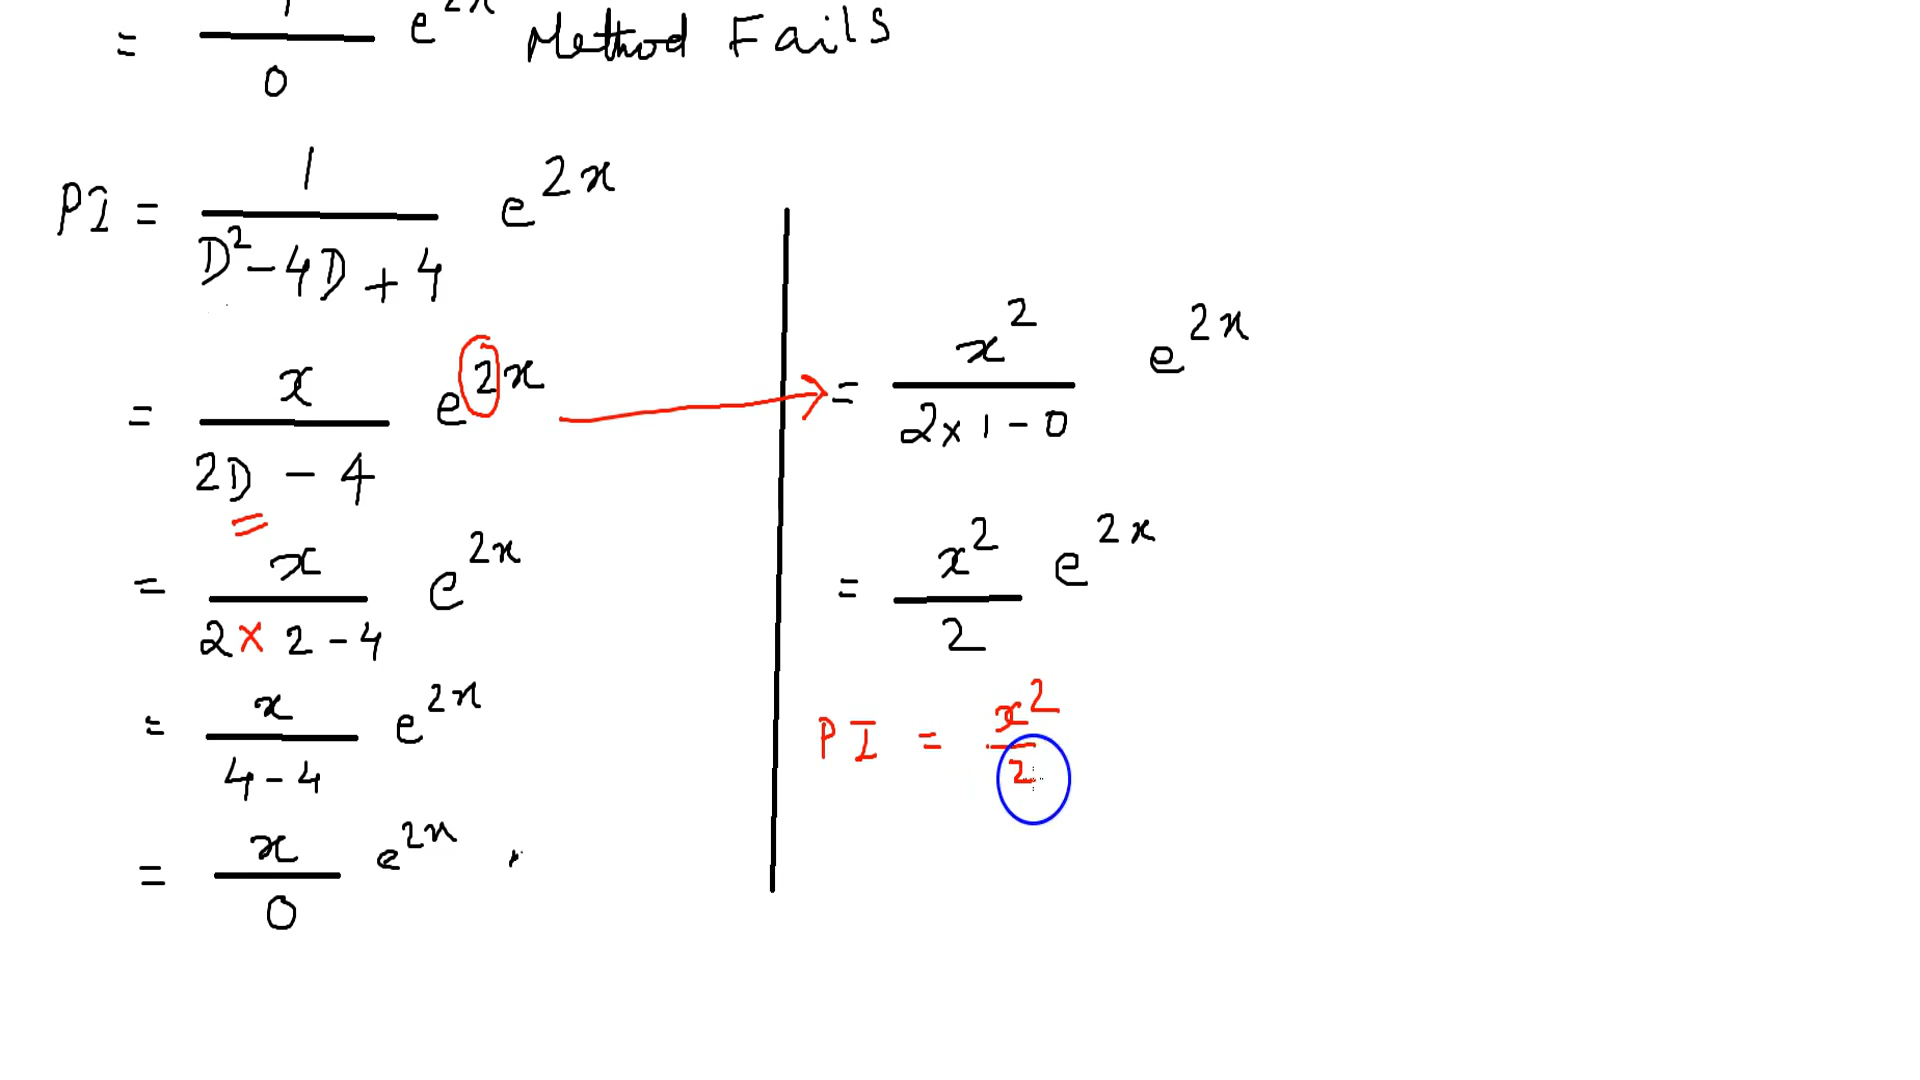 = 1/0 e^2x Method Fails
PI = 1/(D^2 - 4D + 4) e^2x
= x/(2D - 4) e^2x
= x/(2 × 2 - 4) e^2x
= x/(4 - 4) e^2x
= x/0 e^2x
= x^2/(2 × 1 - 0) e^2x
= x^2/2 e^2x
PI = x^2/2